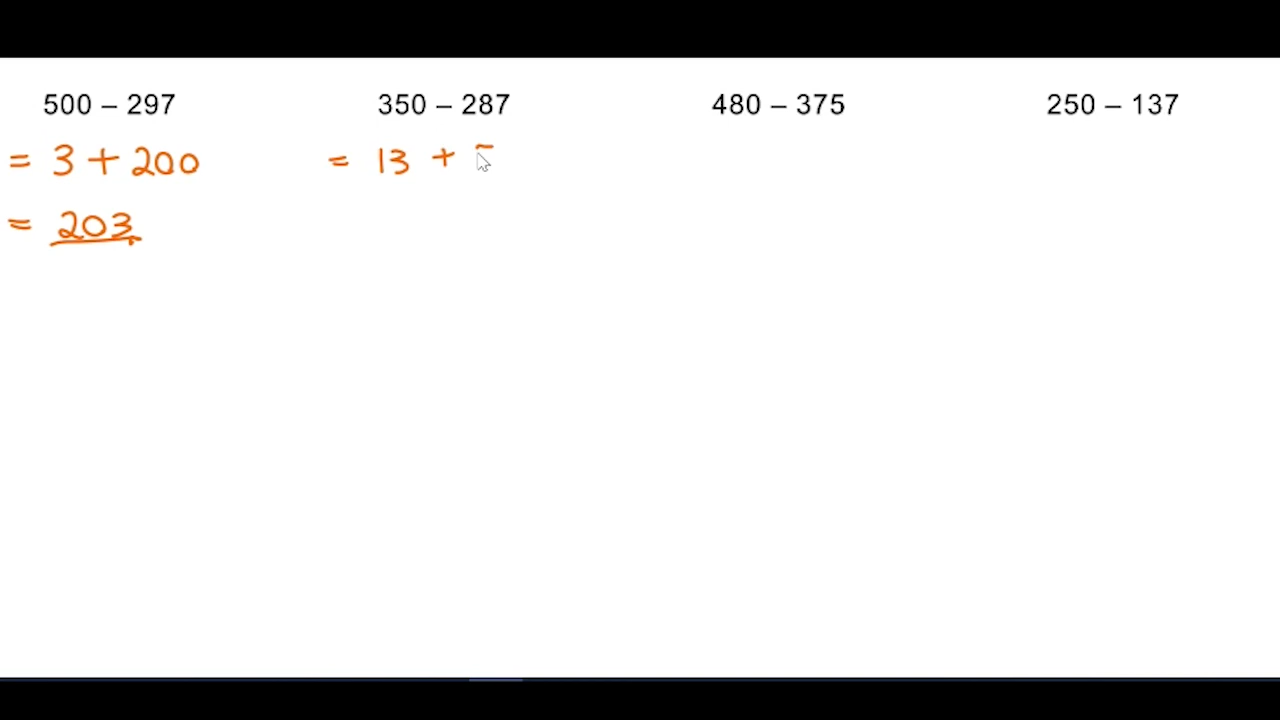 500 – 297 350 – 287 480 – 375 250 – 137
= 3 + 200 = 13 +
= 203